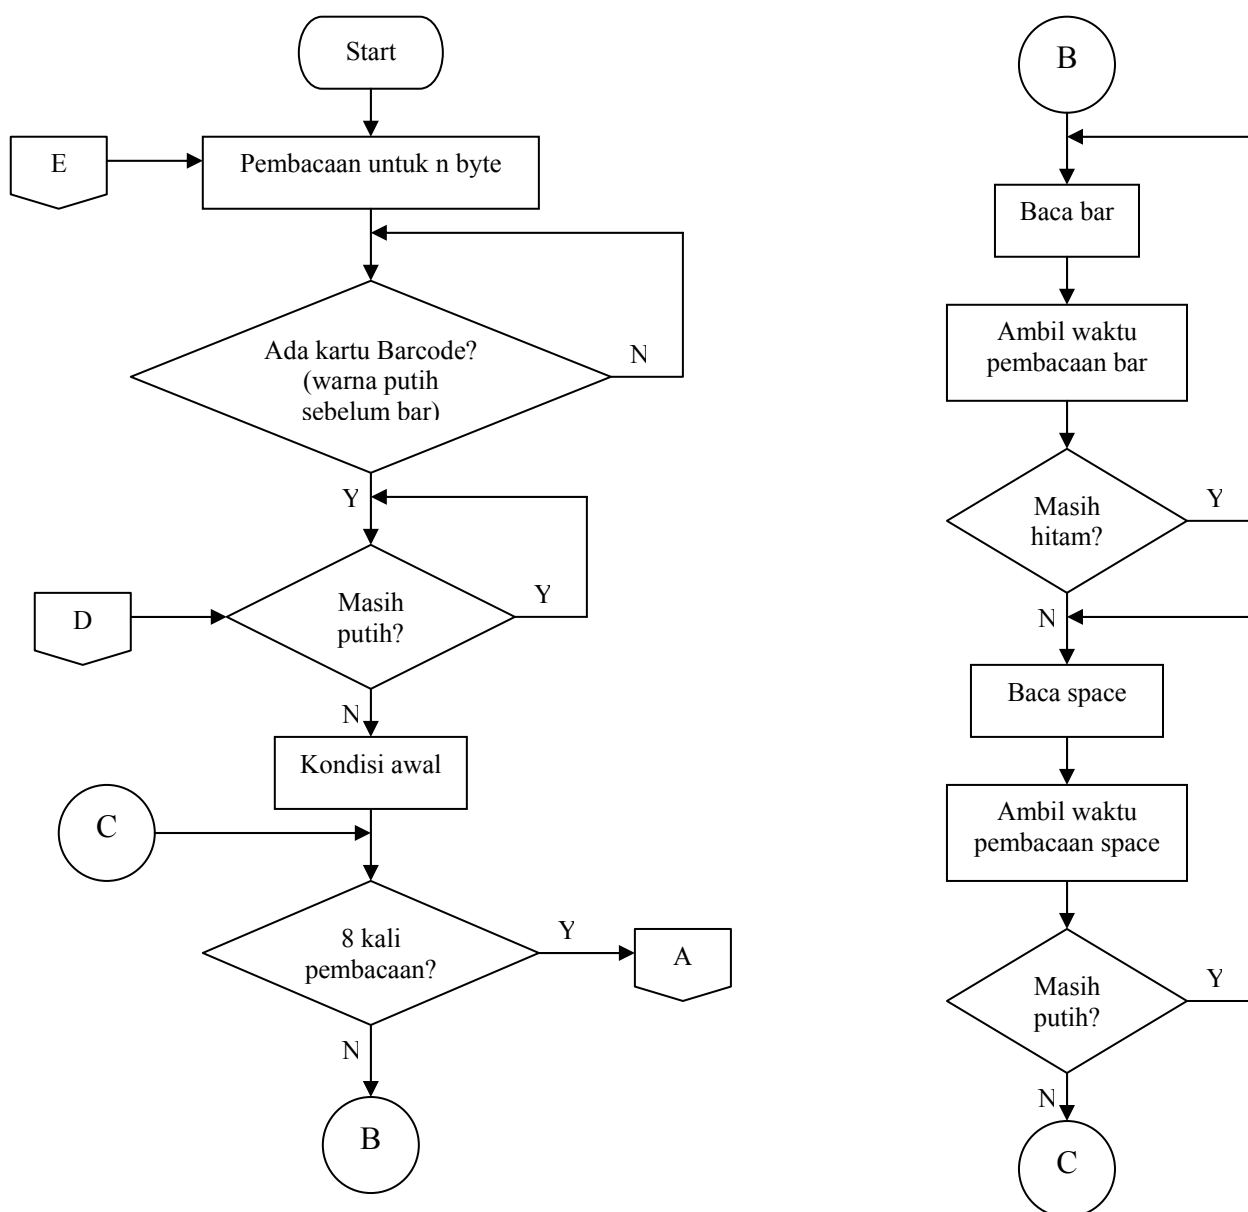 Start
E
Pembacaan untuk n byte
Ada kartu Barcode?
(warna putih
sebelum bar)
N
Y
D
Masih
putih?
Y
N
Kondisi awal
C
8 kali
pembacaan?
Y
A
N
B
B
Baca bar
Ambil waktu
pembacaan bar
Masih
hitam?
Y
N
Baca space
Ambil waktu
pembacaan space
Masih
putih?
Y
N
C